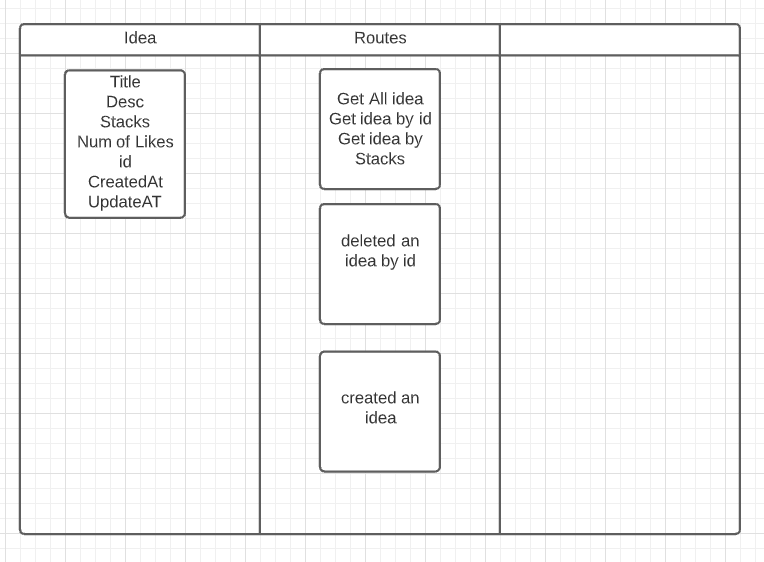 Idea
Routes
Title
Desc
Stacks
Num of Likes
id
CreatedAt
UpdateAT
Get All idea
Get idea by id
Get idea by
Stacks
deleted an
idea by id
created an
idea